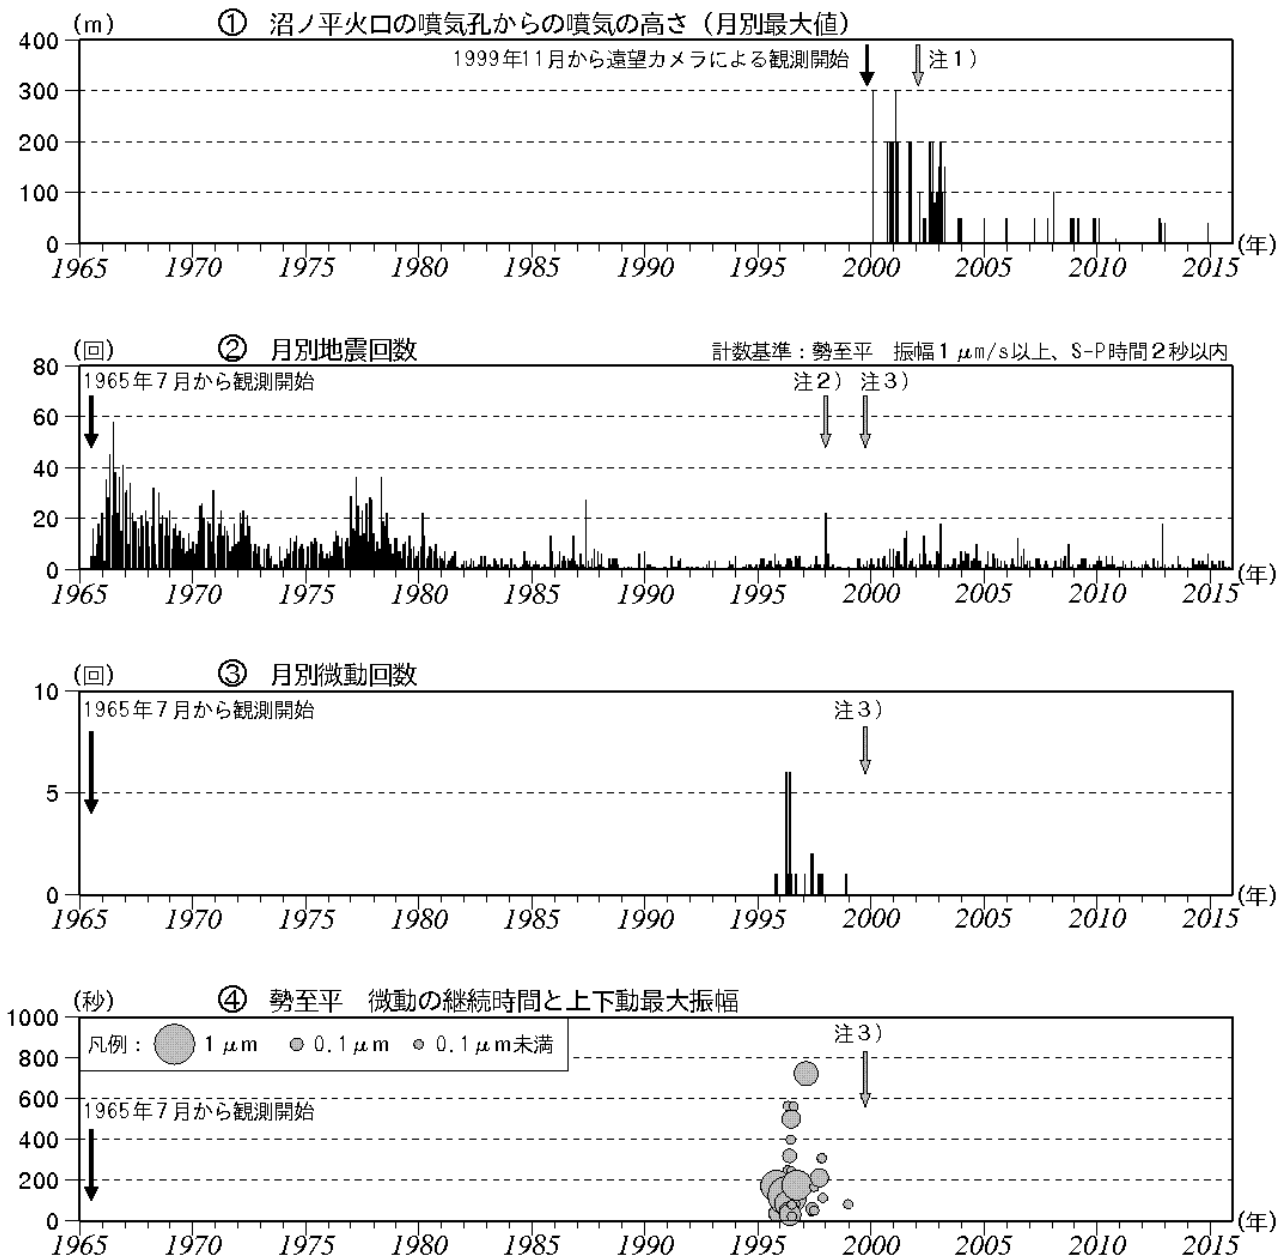 (m) ① 沼ノ平火口の噴気孔からの噴気の高さ（月別最大値）
400
1999年11月から遠望カメラによる観測開始 注１）
300
200
100
0
1965 1970 1975 1980 1985 1990 1995 2000 2005 2010 2015 (年)
(回) ② 月別地震回数 計数基準：勢至平 振幅１μm/s以上、S-P時間２秒以内
80
1965年７月から観測開始 注２） 注３）
60
40
20
0
1965 1970 1975 1980 1985 1990 1995 2000 2005 2010 2015 (年)
(回) ③ 月別微動回数
10
1965年７月から観測開始 注３）
5
0
1965 1970 1975 1980 1985 1990 1995 2000 2005 2010 2015 (年)
(秒) ④ 勢至平 微動の継続時間と上下動最大振幅
1000
凡例： 1μm 0.1μm 0.1μm未満 注３）
800
600
1965年７月から観測開始
400
200
0
1965 1970 1975 1980 1985 1990 1995 2000 2005 2010 2015 (年)